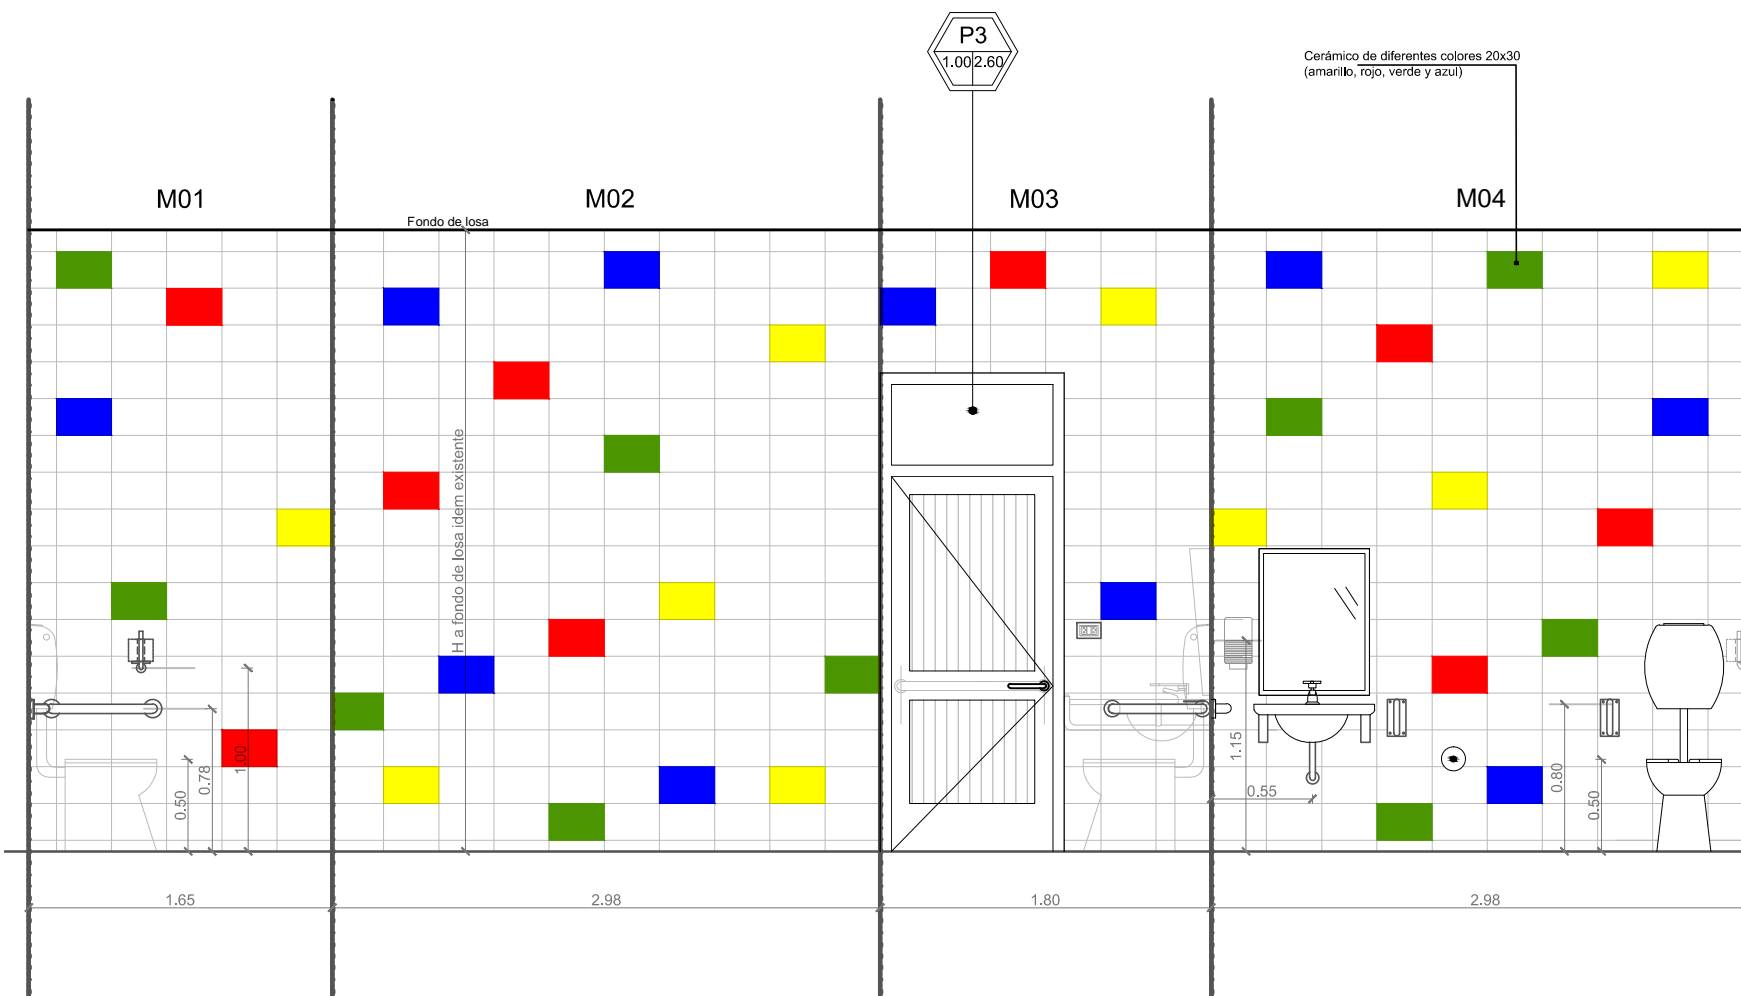 P3
1.00 2.60
Cerámico de diferentes colores 20x30
(amarillo, rojo, verde y azul)
M01
M02
M03
M04
Fondo de losa
H a fondo de losa idem existente
0.50
0.78
1.00
1.15
0.55
0.80
0.50
1.65
2.98
1.80
2.98